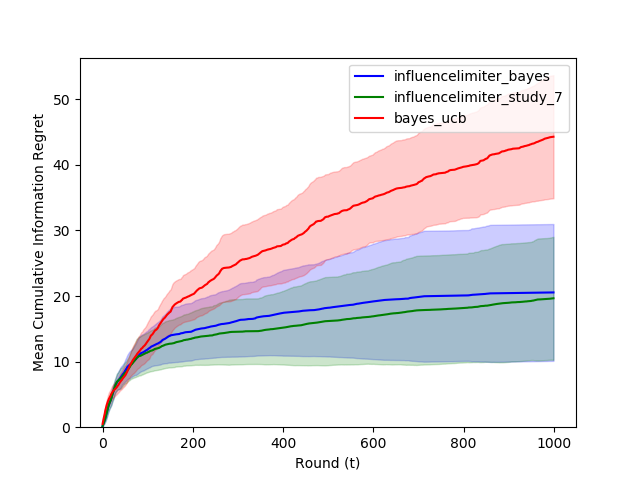 influencelimiter_bayes
influencelimiter_study_7
bayes_ucb
Mean Cumulative Information Regret
50
40
30
20
10
0
0 200 400 600 800 1000
Round (t)